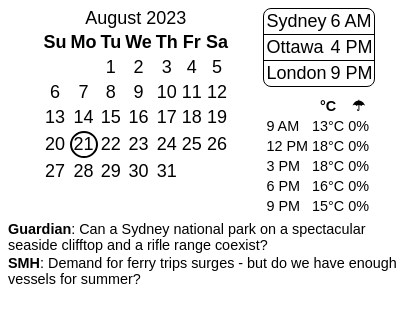 August 2023
Su Mo Tu We Th Fr Sa
1 2 3 4 5
6 7 8 9 10 11 12
13 14 15 16 17 18 19
20 21 22 23 24 25 26
27 28 29 30 31
Sydney 6 AM
Ottawa 4 PM
London 9 PM
°C ☂
9 AM 13°C 0%
12 PM 18°C 0%
3 PM 18°C 0%
6 PM 16°C 0%
9 PM 15°C 0%
Guardian: Can a Sydney national park on a spectacular
seaside clifftop and a rifle range coexist?
SMH: Demand for ferry trips surges - but do we have enough
vessels for summer?